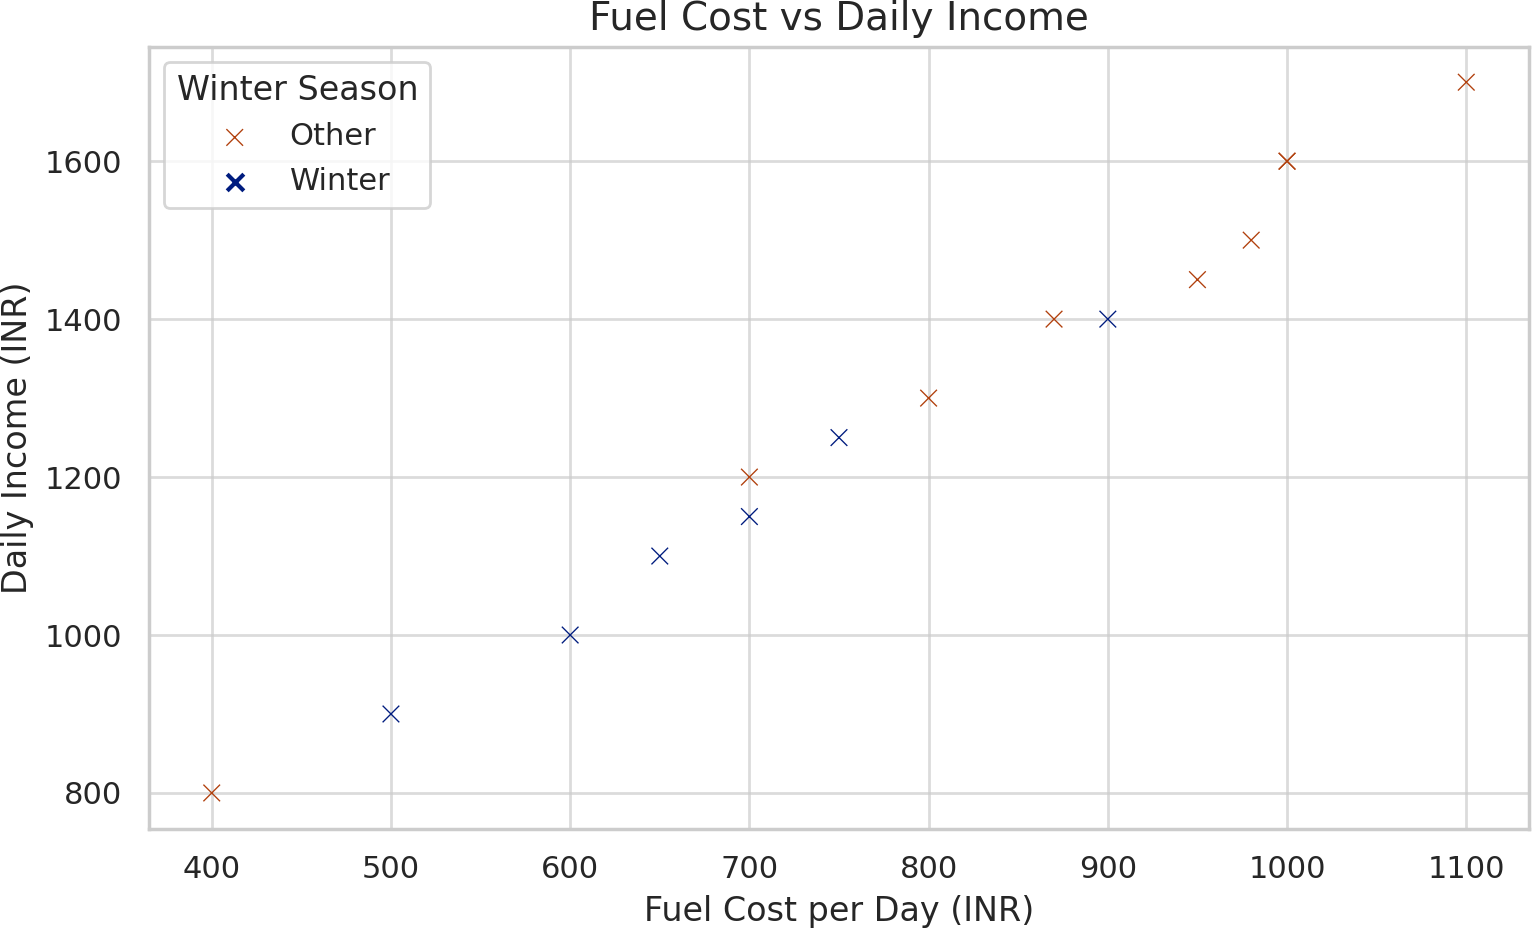 Fuel Cost vs Daily Income
Winter Season
Other
Winter
Daily Income (INR)
1600
1400
1200
1000
800
400 500 600 700 800 900 1000 1100
Fuel Cost per Day (INR)